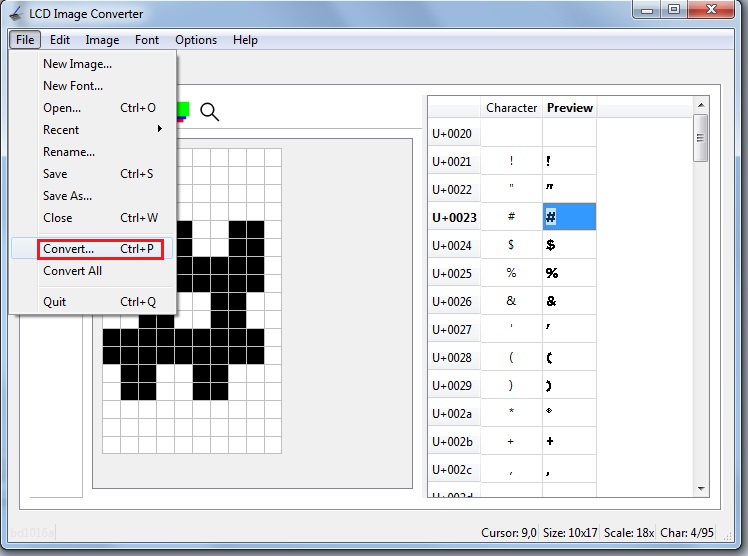 LCD Image Converter
File Edit Image Font Options Help
New Image...
New Font...
Open... Ctrl+O
Recent
Rename...
Save Ctrl+S
Save As...
Close Ctrl+W
Convert... Ctrl+P
Convert All
Quit Ctrl+Q
Character Preview
U+0020
U+0021 ! !
U+0022 " "
U+0023 # #
U+0024 $ $
U+0025 % %
U+0026 & &
U+0027 ' '
U+0028 ( (
U+0029 ) )
U+002a * *
U+002b + +
U+002c , ,
U+002d
Cursor: 9,0 Size: 10x17 Scale: 18x Char: 4/95